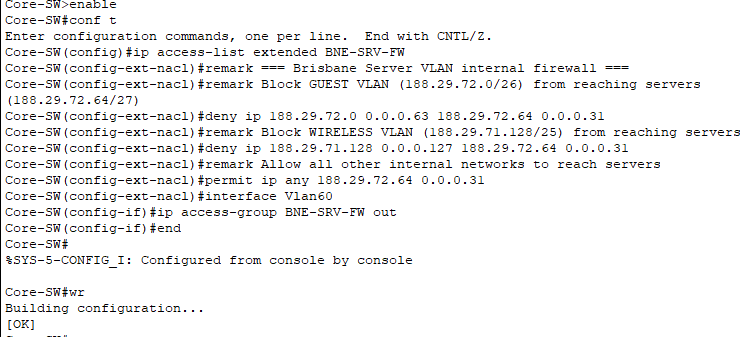 Core-SW>enable
Core-SW#conf t
Enter configuration commands, one per line.  End with CNTL/Z.
Core-SW(config)#ip access-list extended BNE-SRV-FW
Core-SW(config-ext-nacl)#remark === Brisbane Server VLAN internal firewall ===
Core-SW(config-ext-nacl)#remark Block GUEST VLAN (188.29.72.0/26) from reaching servers
(188.29.72.64/27)
Core-SW(config-ext-nacl)#deny ip 188.29.72.0 0.0.0.63 188.29.72.64 0.0.0.31
Core-SW(config-ext-nacl)#remark Block WIRELESS VLAN (188.29.71.128/25) from reaching servers
Core-SW(config-ext-nacl)#deny ip 188.29.71.128 0.0.0.127 188.29.72.64 0.0.0.31
Core-SW(config-ext-nacl)#remark Allow all other internal networks to reach servers
Core-SW(config-ext-nacl)#permit ip any 188.29.72.64 0.0.0.31
Core-SW(config-ext-nacl)#interface Vlan60
Core-SW(config-if)#ip access-group BNE-SRV-FW out
Core-SW(config-if)#end
Core-SW#
%SYS-5-CONFIG_I: Configured from console by console
Core-SW#wr
Building configuration...
[OK]
Core-SW#